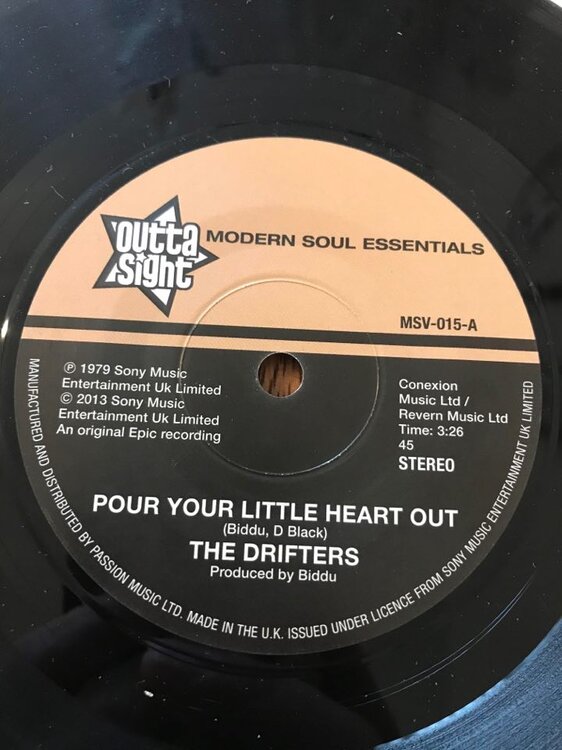 outta
sight
MODERN SOUL ESSENTIALS
MSV-015-A
℗ 1979 Sony Music
Entertainment Uk Limited
© 2013 Sony Music
Entertainment Uk Limited
An original Epic recording
Conexion
Music Ltd /
Revern Music Ltd
Time: 3:26
45
STEREO
POUR YOUR LITTLE HEART OUT
(Biddu, D Black)
THE DRIFTERS
Produced by Biddu
MANUFACTURED AND DISTRIBUTED BY PASSION MUSIC LTD. MADE IN THE U.K. ISSUED UNDER LICENCE FROM SONY MUSIC ENTERTAINMENT UK LIMITED